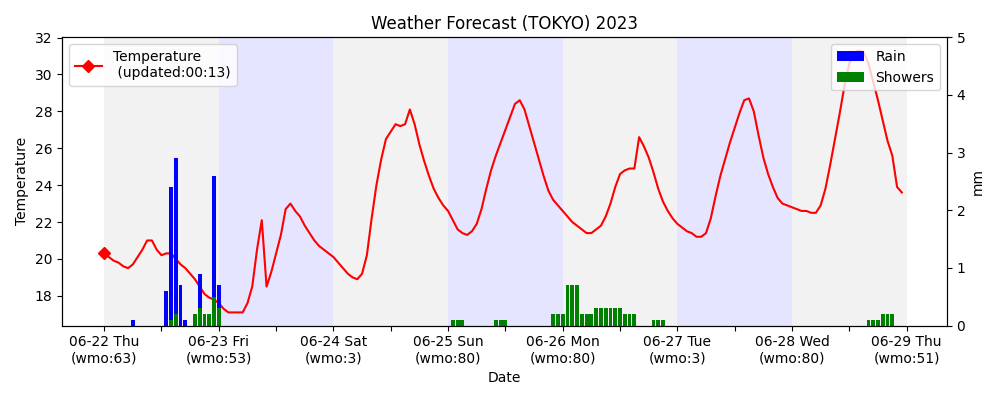 Weather Forecast (TOKYO) 2023
Temperature
(updated:00:13)
Rain
Showers
Temperature
32
30
28
26
24
22
20
18
5
4
3
2
1
0
mm
06-22 Thu
(wmo:63)
06-23 Fri
(wmo:53)
06-24 Sat
(wmo:3)
06-25 Sun
(wmo:80)
06-26 Mon
(wmo:80)
06-27 Tue
(wmo:3)
06-28 Wed
(wmo:80)
06-29 Thu
(wmo:51)
Date